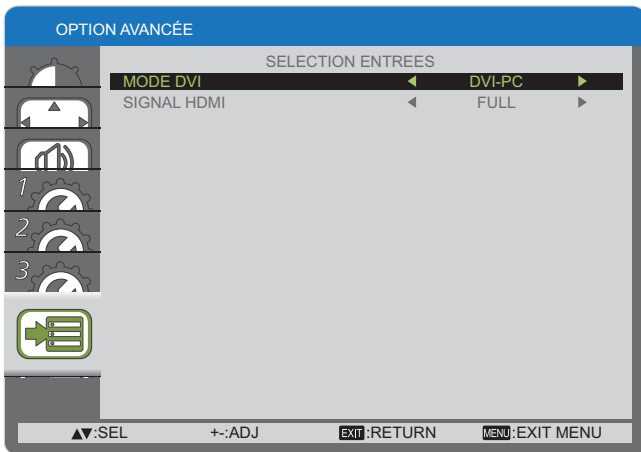 OPTION AVANCÉE
SELECTION ENTREES
MODE DVI DVI-PC
SIGNAL HDMI FULL
1
2
3
▲▼:SEL +-:ADJ EXIT:RETURN MENU:EXIT MENU